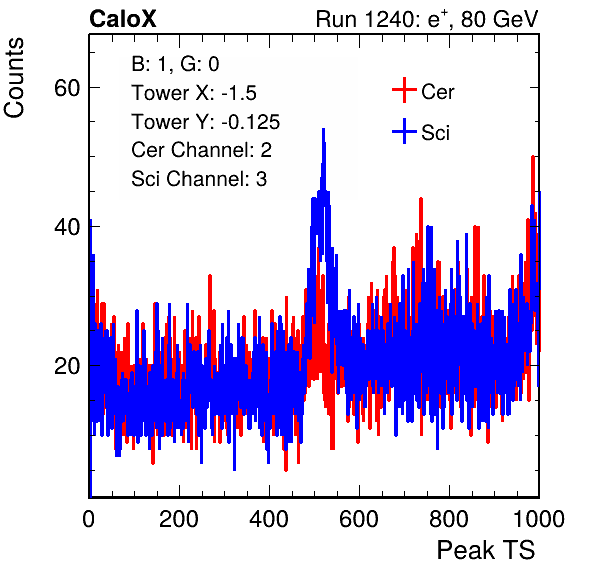 CaloX Run 1240: e⁺, 80 GeV
Counts
B: 1, G: 0
Tower X: -1.5
Tower Y: -0.125
Cer Channel: 2
Sci Channel: 3
Cer
Sci
60
40
20
0 200 400 600 800 1000
Peak TS